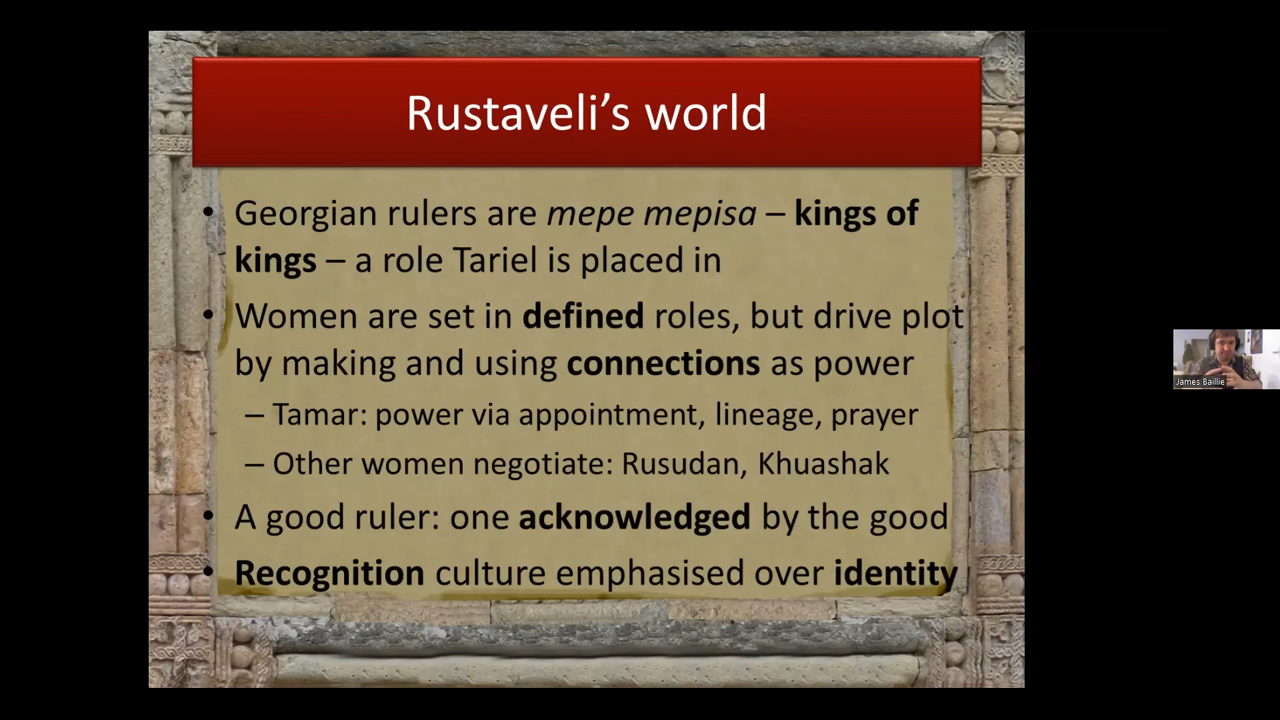 Rustaveli’s world
• Georgian rulers are mepe mepisa – kings of
kings – a role Tariel is placed in
• Women are set in defined roles, but drive plot
by making and using connections as power
– Tamar: power via appointment, lineage, prayer
– Other women negotiate: Rusudan, Khuashak
• A good ruler: one acknowledged by the good
• Recognition culture emphasised over identity
James Baillie